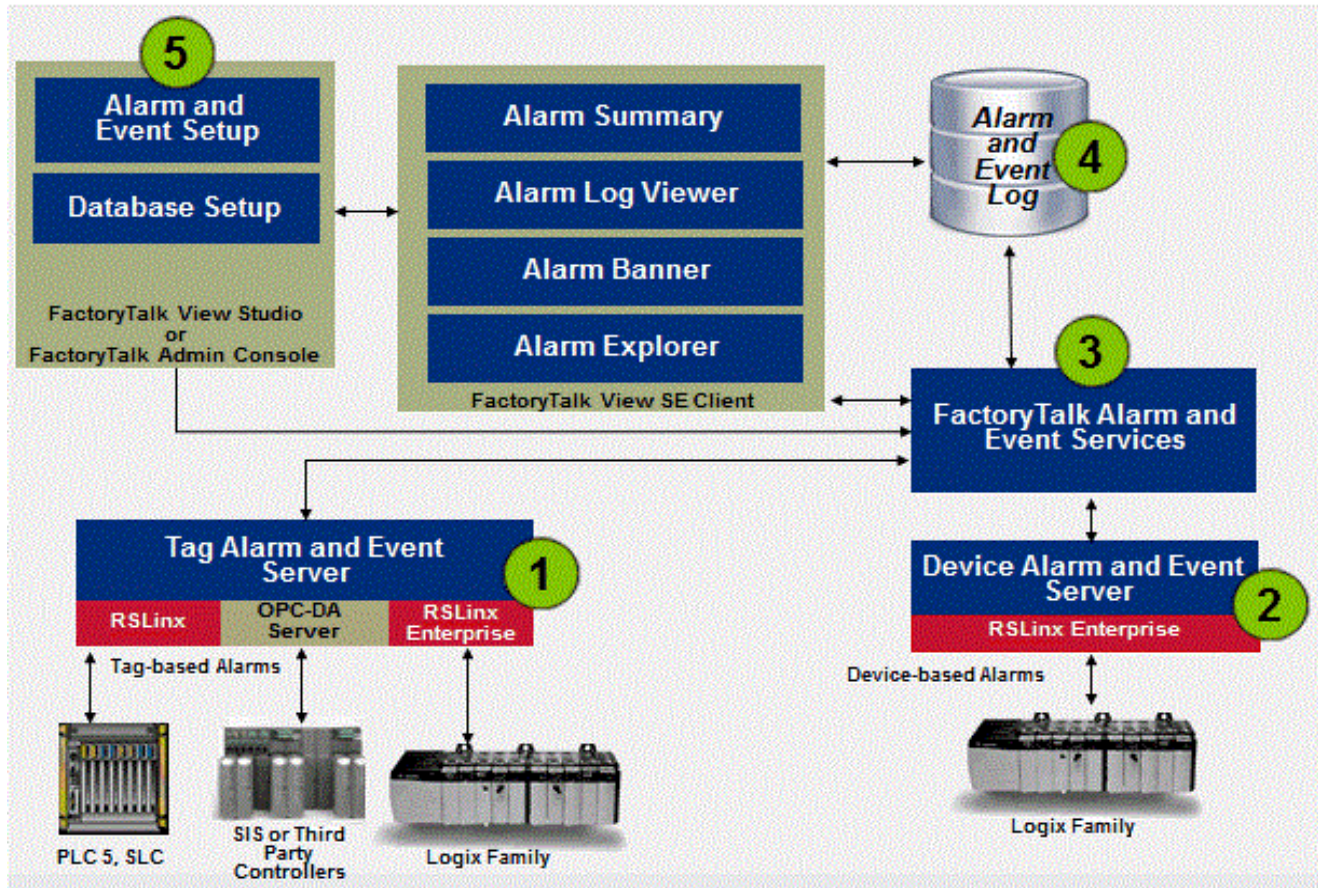 5
Alarm and
Event Setup
Database Setup
FactoryTalk View Studio
or
FactoryTalk Admin Console
Alarm Summary
Alarm Log Viewer
Alarm Banner
Alarm Explorer
FactoryTalk View SE Client
Alarm
and
Event
Log
4
3
FactoryTalk Alarm and
Event Services
Tag Alarm and Event
Server
1
RSLinx
OPC-DA
Server
RSLinx
Enterprise
Device Alarm and Event
Server
2
RSLinx Enterprise
Tag-based Alarms
Device-based Alarms
PLC 5, SLC
SIS or Third
Party
Controllers
Logix Family
Logix Family